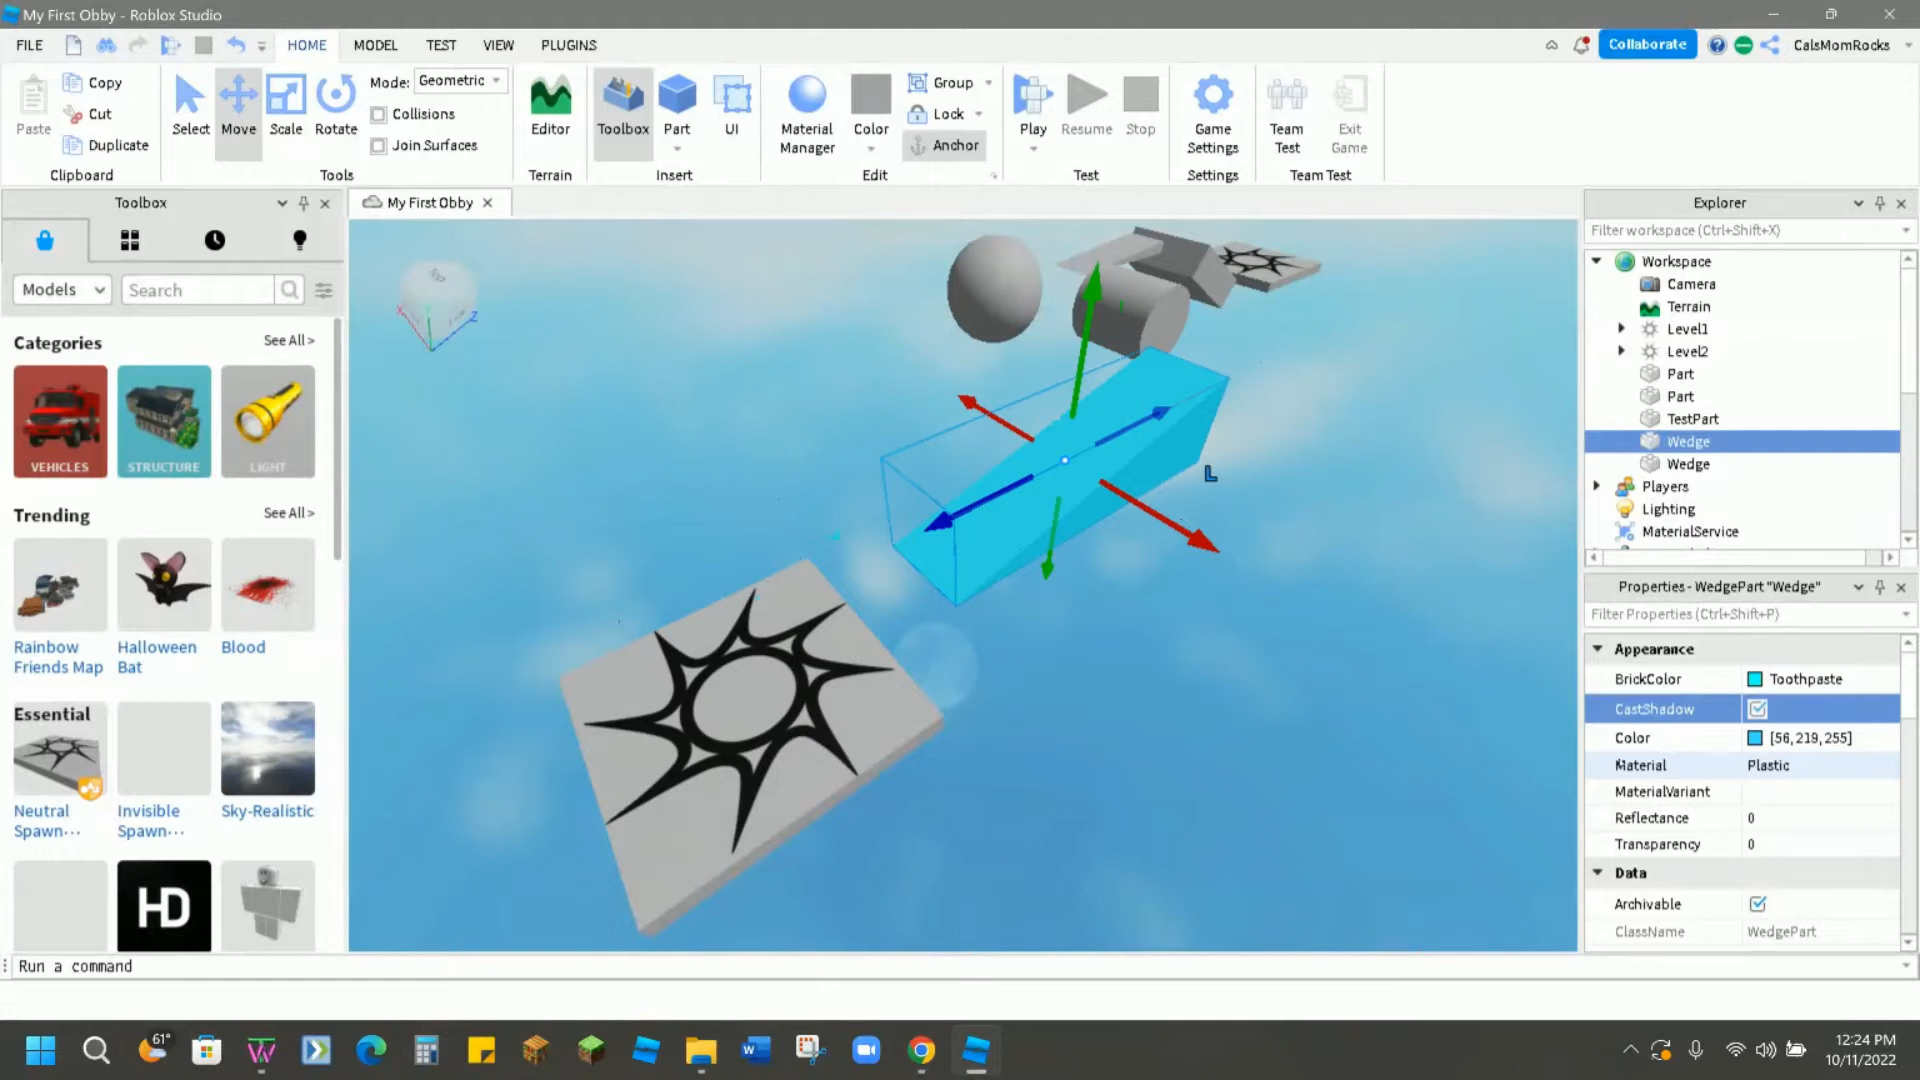 My First Obby - Roblox Studio
FILE HOME MODEL TEST VIEW PLUGINS Collaborate CalsMomRocks
Paste Copy Cut Duplicate Clipboard
Select Move Scale Rotate Mode: Geometric Collisions Join Surfaces Tools
Editor Terrain
Toolbox Part UI Insert
Material Manager Color Group Lock Anchor Edit
Play Resume Stop Test
Game Settings Settings
Team Test Exit Game Team Test
Toolbox
My First Obby
Models Search
Categories See All >
VEHICLES STRUCTURE LIGHT
Trending See All >
Rainbow Friends Map
Halloween Bat
Blood
Essential
Neutral Spawn...
Invisible Spawn...
Sky-Realistic
HD
X
Z
L
Explorer
Filter workspace (Ctrl+Shift+X)
Workspace
Camera
Terrain
Level1
Level2
Part
Part
TestPart
Wedge
Wedge
Players
Lighting
MaterialService
Properties - WedgePart "Wedge"
Filter Properties (Ctrl+Shift+P)
Appearance
BrickColor Toothpaste
CastShadow
Color [56,219,255]
Material Plastic
MaterialVariant
Reflectance 0
Transparency 0
Data
Archivable
ClassName WedgePart
Run a command
61°
12:24 PM
10/11/2022